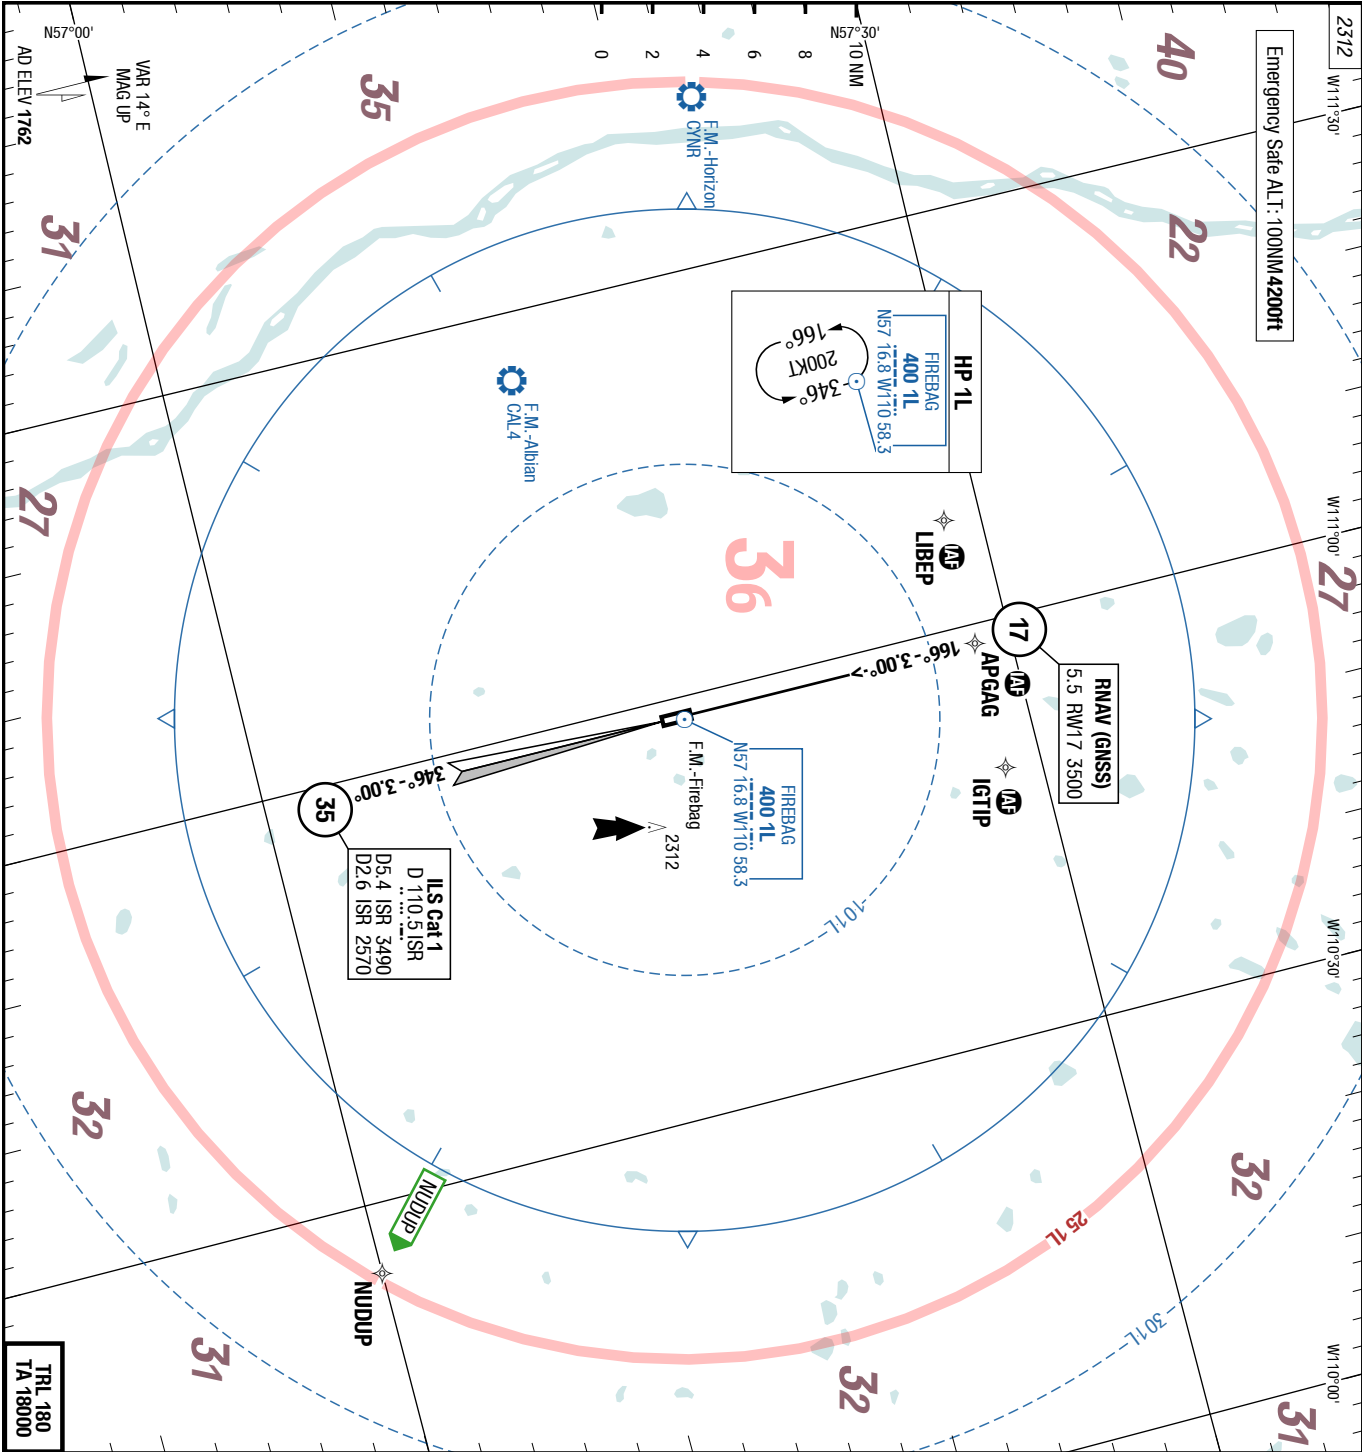 2312
Emergency Safe ALT: 100NM 4200ft
W111°30'
W111°00'
W110°30'
W110°00'
N57°30'
N57°00'
10 NM
8
6
4
2
0
40
22
27
32
31
35
31
27
32
31
32
36
F.M.-Horizon
CYNR
F.M.-Albian
CAL4
HP 1L
FIREBAG
400 1L
N57 16.8 W110 58.3
346°
200KT
166°
IAF
LIBEP
17
IAF
APGAG
RNAV (GNSS)
5.5 RW17 3500
IAF
IGTIP
166° - 3.00°
FIREBAG
400 1L
N57 16.8 W110 58.3
F.M.-Firebag
2312
10 1L
346° - 3.00°
35
ILS Cat 1
D 110.5 ISR
D5.4 ISR 3490
D2.6 ISR 2570
25 1L
30 1L
NUDUP
NUDUP
VAR 14° E
MAG UP
AD ELEV 1762
TRL 180
TA 18000